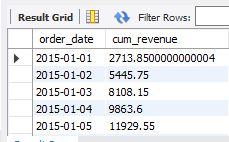 Result Grid Filter Rows:
order_date cum_revenue
2015-01-01 2713.8500000000004
2015-01-02 5445.75
2015-01-03 8108.15
2015-01-04 9863.6
2015-01-05 11929.55